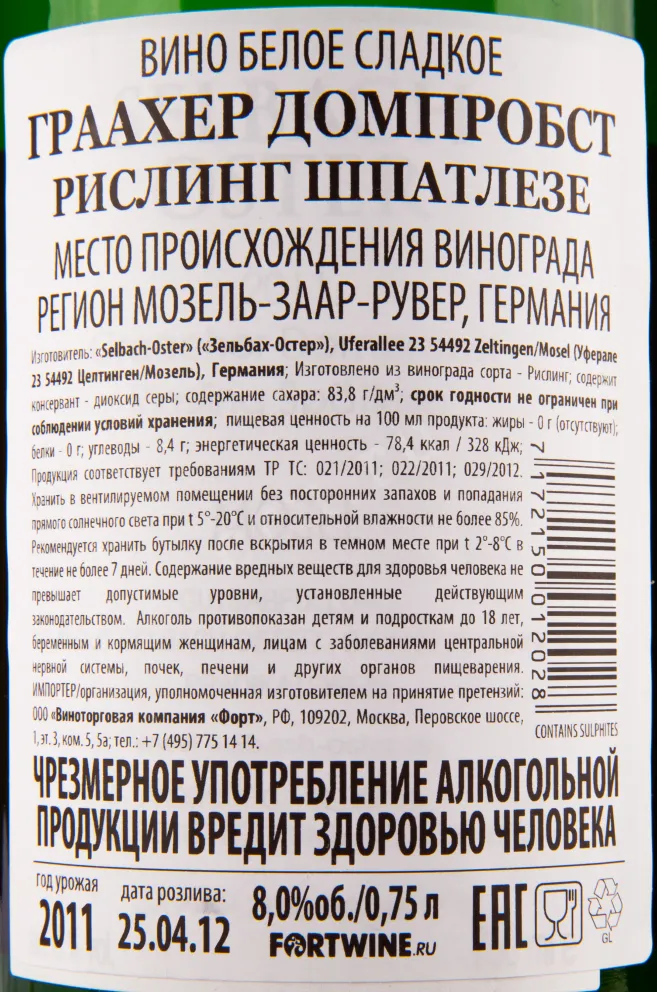 ВИНО БЕЛОЕ СЛАДКОЕ
ГРААХЕР ДОМПРОБСТ
РИСЛИНГ ШПАТЛЕЗЕ
МЕСТО ПРОИСХОЖДЕНИЯ ВИНОГРАДА
РЕГИОН МОЗЕЛЬ-ЗААР-РУВЕР, ГЕРМАНИЯ
Изготовитель: «Selbach-Oster» («Зельбах-Остер»), Uferallee 23 54492 Zeltingen/Mosel (Уферале
23 54492 Целтинген/Мозель), Германия; Изготовлено из винограда сорта - Рислинг; содержит
консервант - диоксид серы; содержание сахара: 83,8 г/дм³; срок годности не ограничен при
соблюдении условий хранения; пищевая ценность на 100 мл продукта: жиры - 0 г (отсутствуют);
белки - 0 г; углеводы - 8,4 г; энергетическая ценность - 78,4 ккал / 328 кДж;
Продукция соответствует требованиям ТР ТС: 021/2011; 022/2011; 029/2012.
Хранить в вентилируемом помещении без посторонних запахов и попадания
прямого солнечного света при t 5°-20°С и относительной влажности не более 85%.
Рекомендуется хранить бутылку после вскрытия в темном месте при t 2°-8°С в
течение не более 7 дней. Содержание вредных веществ для здоровья человека не
превышает допустимые уровни, установленные действующим
законодательством. Алкоголь противопоказан детям и подросткам до 18 лет,
беременным и кормящим женщинам, лицам с заболеваниями центральной
нервной системы, почек, печени и других органов пищеварения.
ИМПОРТЕР/организация, уполномоченная изготовителем на принятие претензий:
ООО «Виноторговая компания «Форт», РФ, 109202, Москва, Перовское шоссе,
1, эт. 3, ком. 5, 5а; тел.: +7 (495) 775 14 14.
7 172150 012028
CONTAINS SULPHITES
ЧРЕЗМЕРНОЕ УПОТРЕБЛЕНИЕ АЛКОГОЛЬНОЙ
ПРОДУКЦИИ ВРЕДИТ ЗДОРОВЬЮ ЧЕЛОВЕКА
год урожая
2011
дата розлива:
25.04.12
8,0%об./0,75 л
FORTWINE.RU
EAC
GL